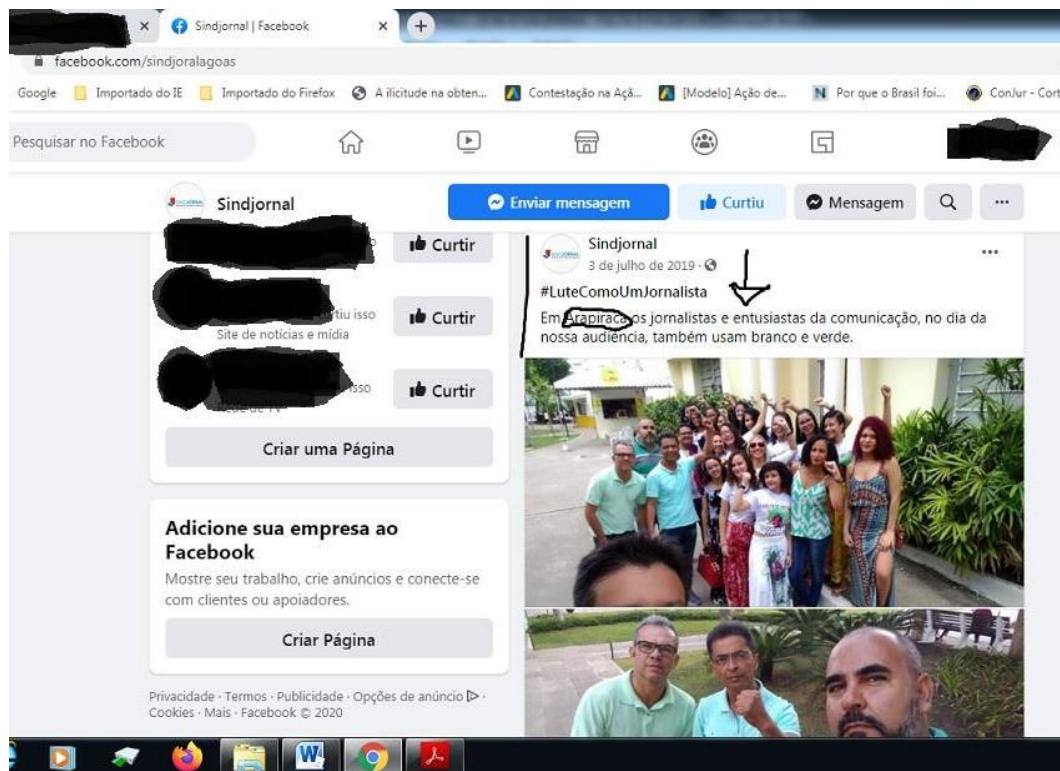 Sindjornal | Facebook
facebook.com/sindjoralagoas
Google Importado do IE Importado do Firefox A ilicitude na obten... Contestação na Açã... [Modelo] Ação de... Por que o Brasil foi... ConJur - Cort
Pesquisar no Facebook
Sindjornal
Enviar mensagem
Curtiu
Mensagem
Curtir
isso
Site de notícias e mídia
Curtir
isso
Curtir
Criar uma Página
Adicione sua empresa ao
Facebook
Mostre seu trabalho, crie anúncios e conecte-se
com clientes ou apoiadores.
Criar Página
Privacidade · Termos · Publicidade · Opções de anúncio ·
Cookies · Mais · Facebook © 2020
Sindjornal
3 de julho de 2019 ·
#LuteComoUmJornalista
Em Arapiraca os jornalistas e entusiastas da comunicação, no dia da
nossa audiência, também usam branco e verde.